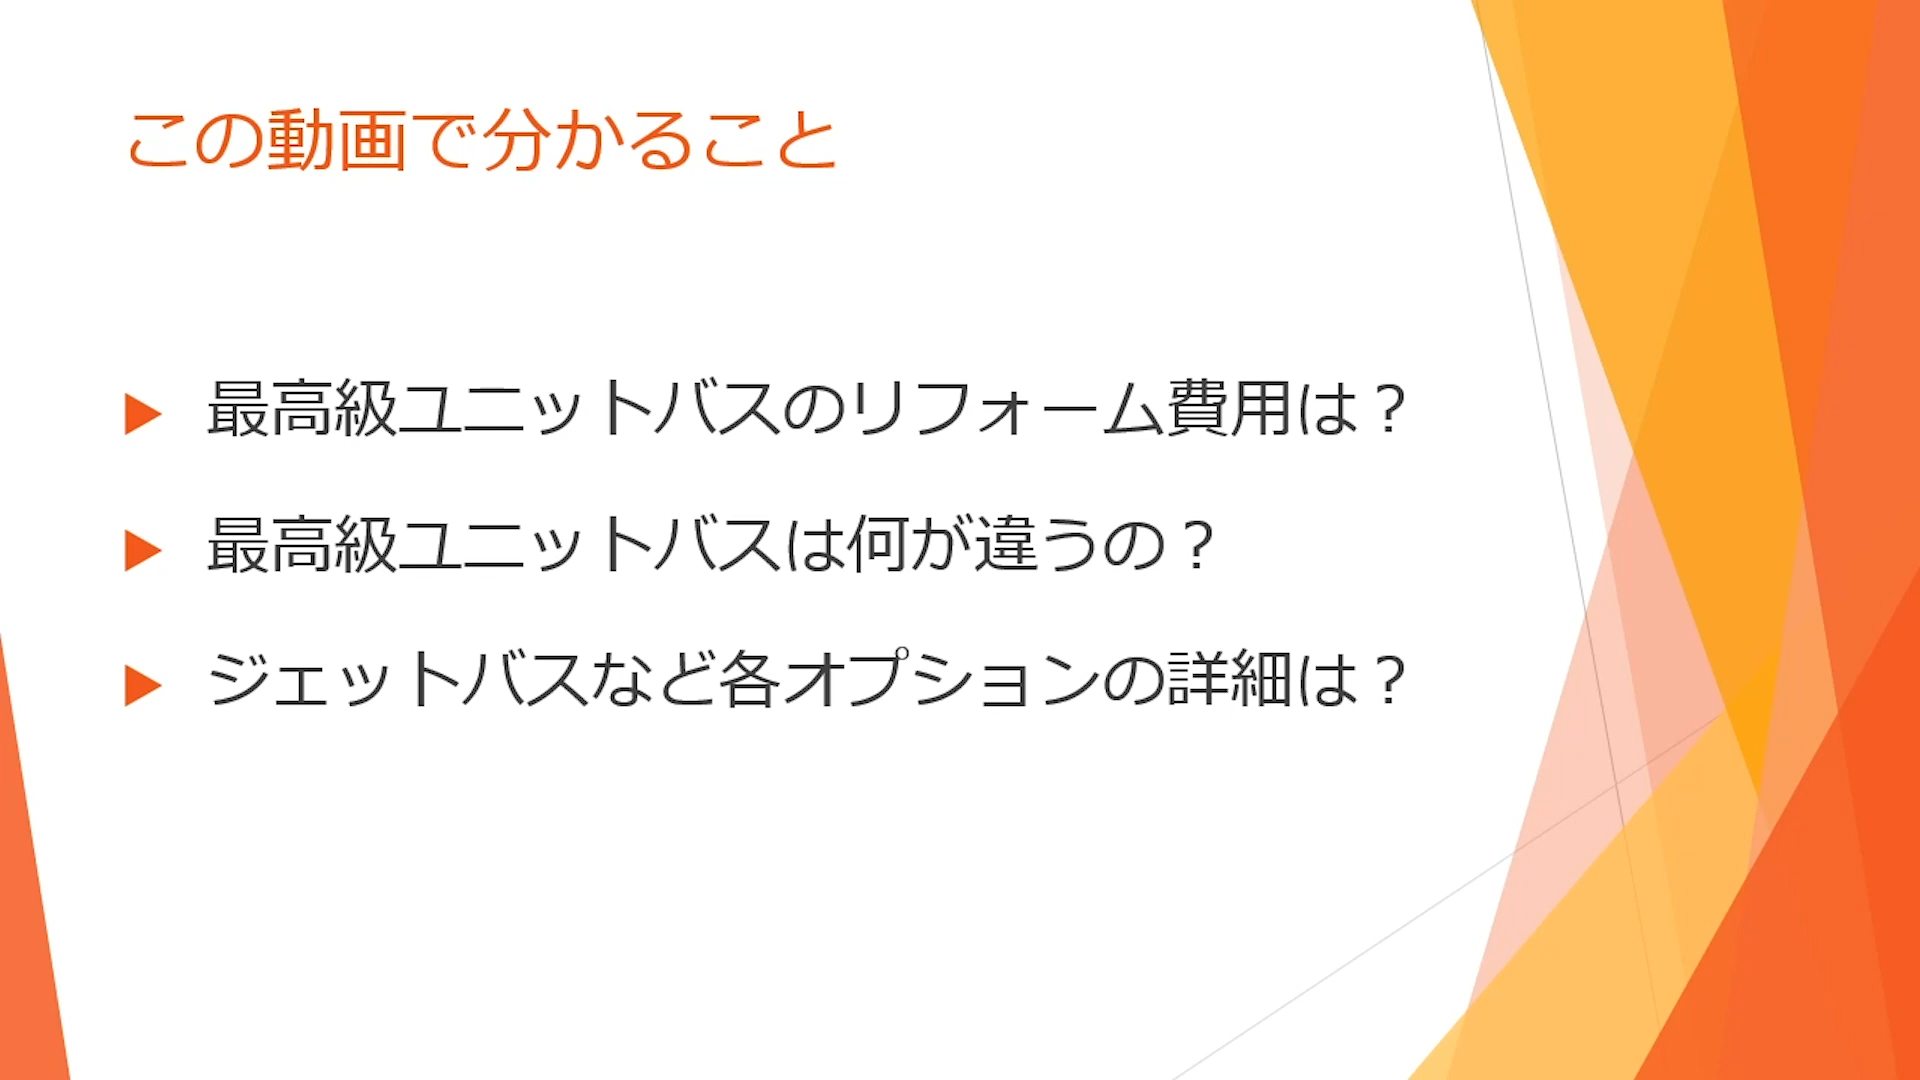 この動画で分かること
最高級ユニットバスのリフォーム費用は？
最高級ユニットバスは何が違うの？
ジェットバスなど各オプションの詳細は？